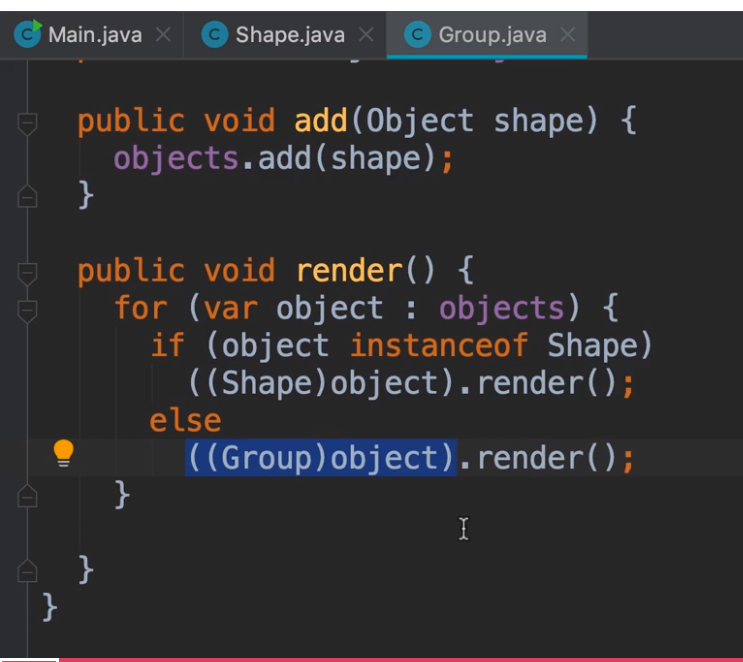 Main.java Shape.java Group.java
public void add(Object shape) {
objects.add(shape);
}
public void render() {
for (var object : objects) {
if (object instanceof Shape)
((Shape)object).render();
else
((Group)object).render();
}
}
}